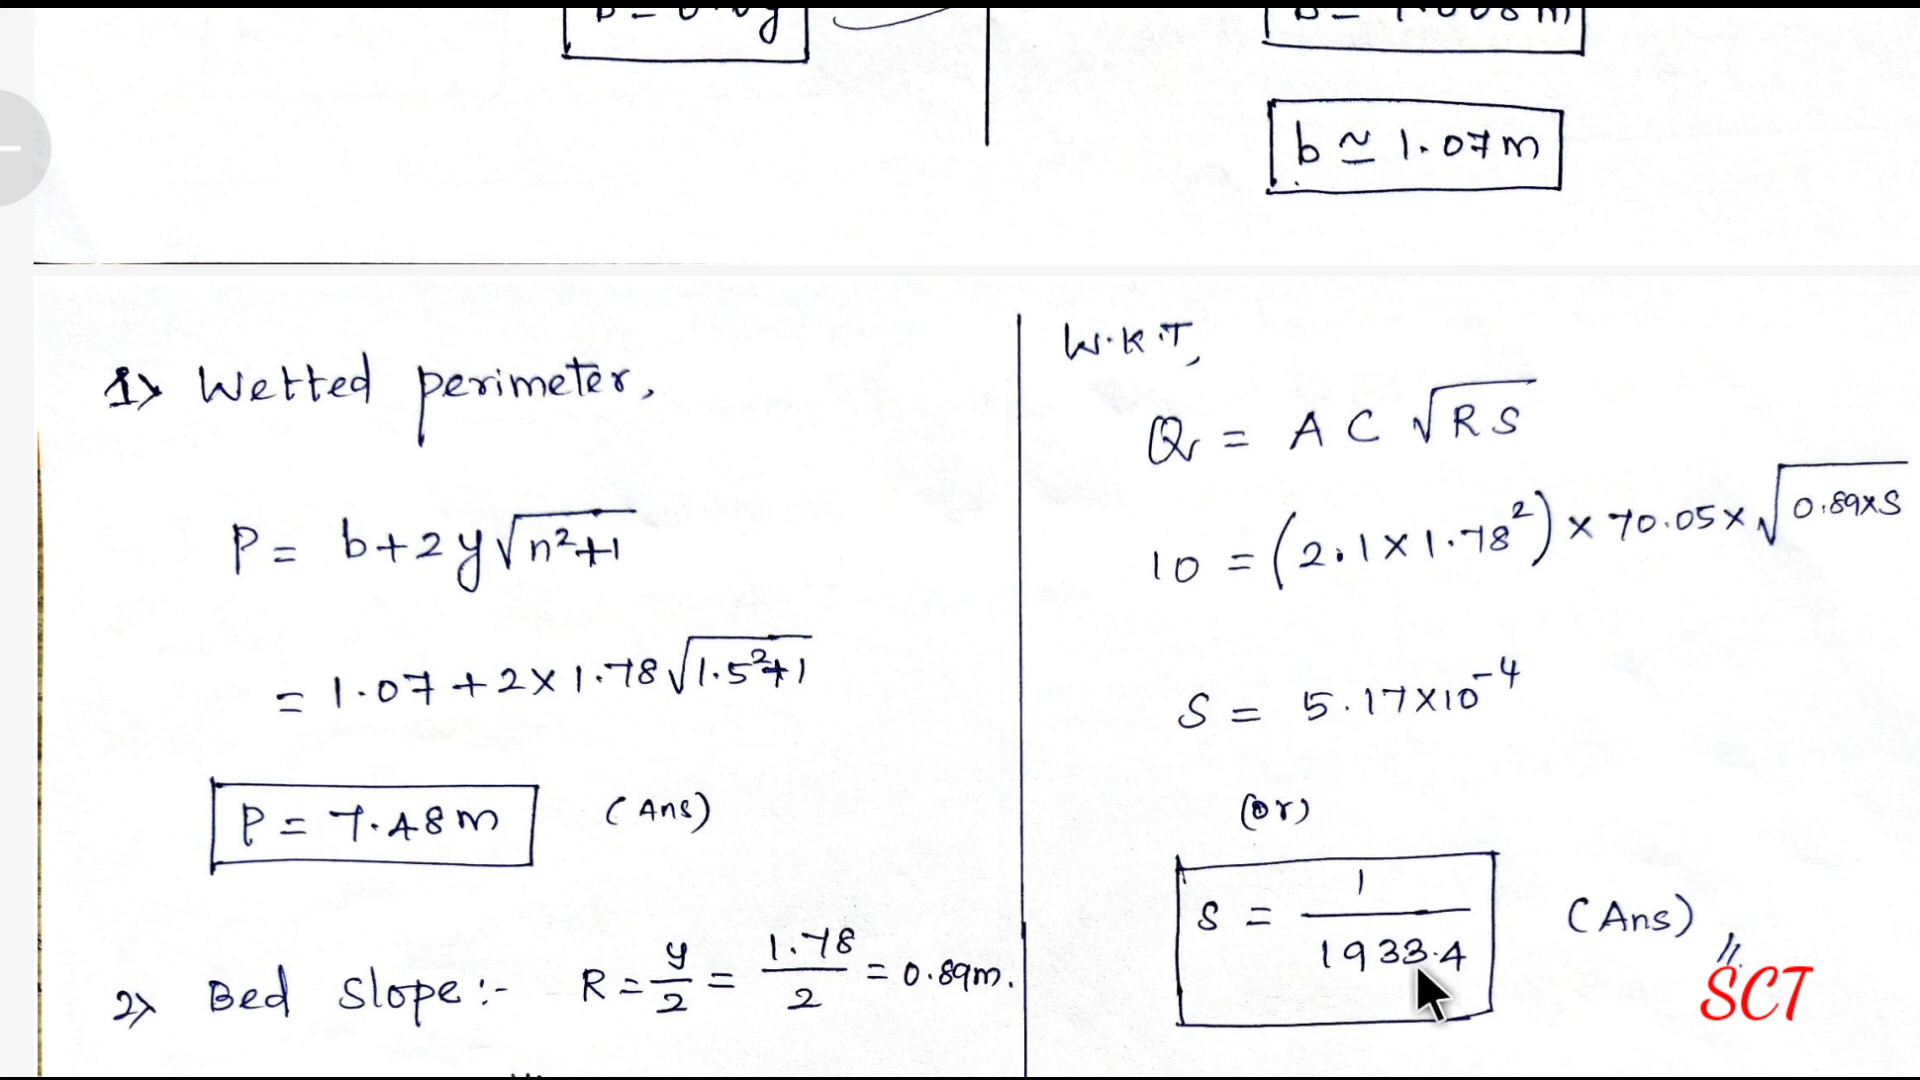 b ≃ 1.07m
1> Wetted perimeter,
P = b+2y√n²+1
= 1.07+2×1.78√1.5²+1
P = 7.48m (Ans)
2> Bed slope:- R = y/2 = 1.78/2 = 0.89m.
W.K.T,
Q = A C √RS
10 = (2.1×1.78²) × 70.05×√0.89×S
S = 5.17×10⁻⁴
(or)
S = 1/1933.4 (Ans)
SCT